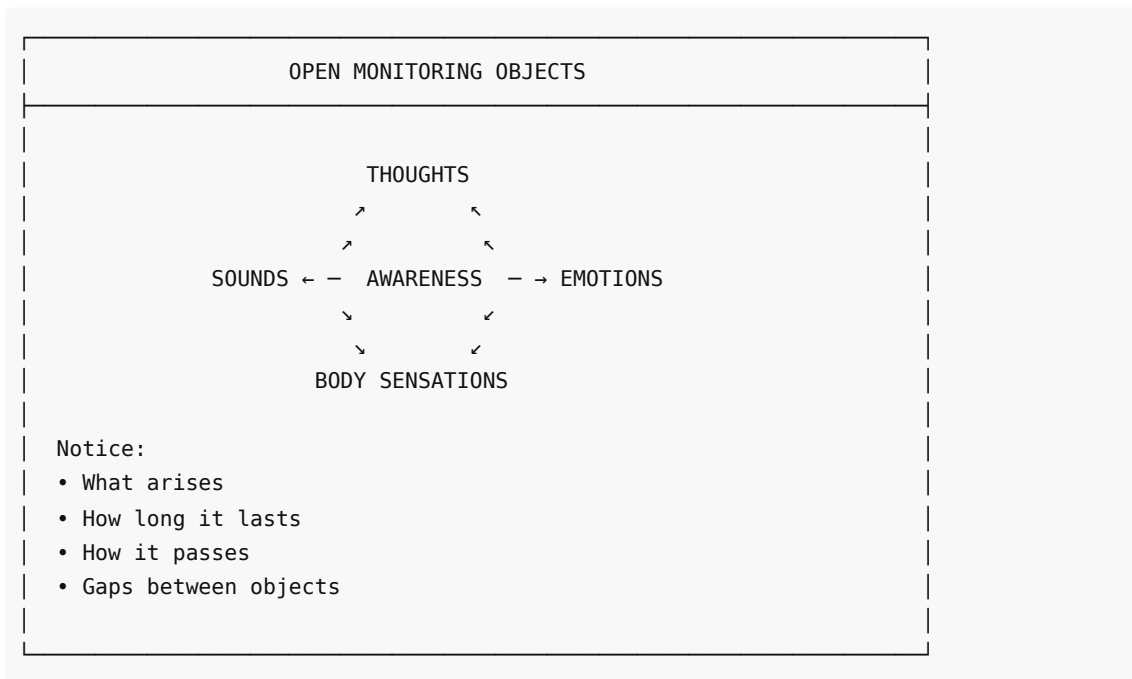 OPEN MONITORING OBJECTS
THOUGHTS
↗ ↖
↗ ↖
SOUNDS ← — AWARENESS — → EMOTIONS
↘ ↙
↘ ↙
BODY SENSATIONS
Notice:
• What arises
• How long it lasts
• How it passes
• Gaps between objects